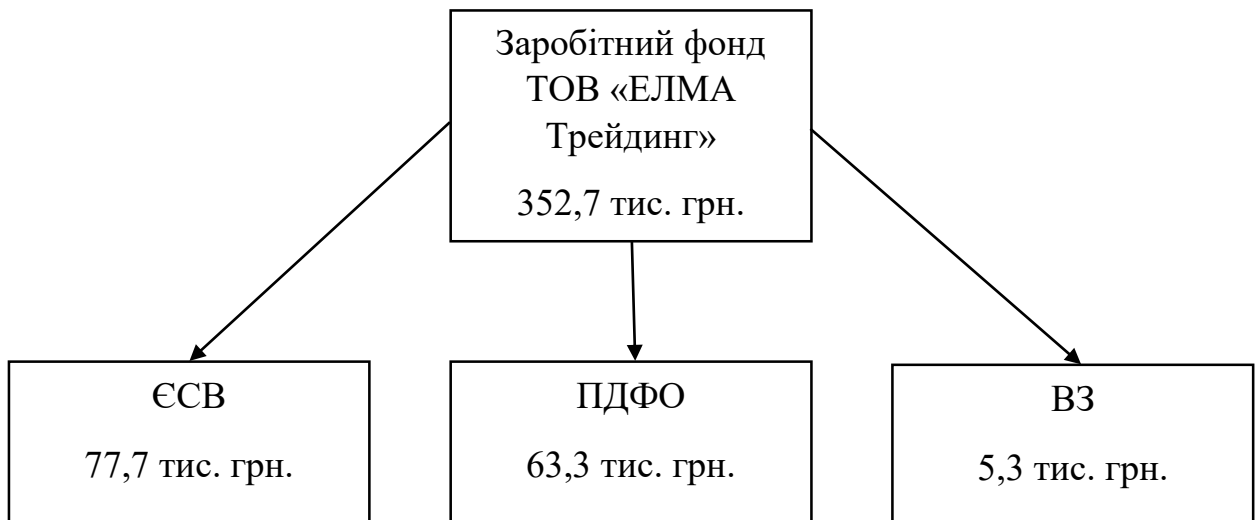 Заробітний фонд
ТОВ «ЕЛМА
Трейдинг»
352,7 тис. грн.
ЄСВ
77,7 тис. грн.
ПДФО
63,3 тис. грн.
ВЗ
5,3 тис. грн.